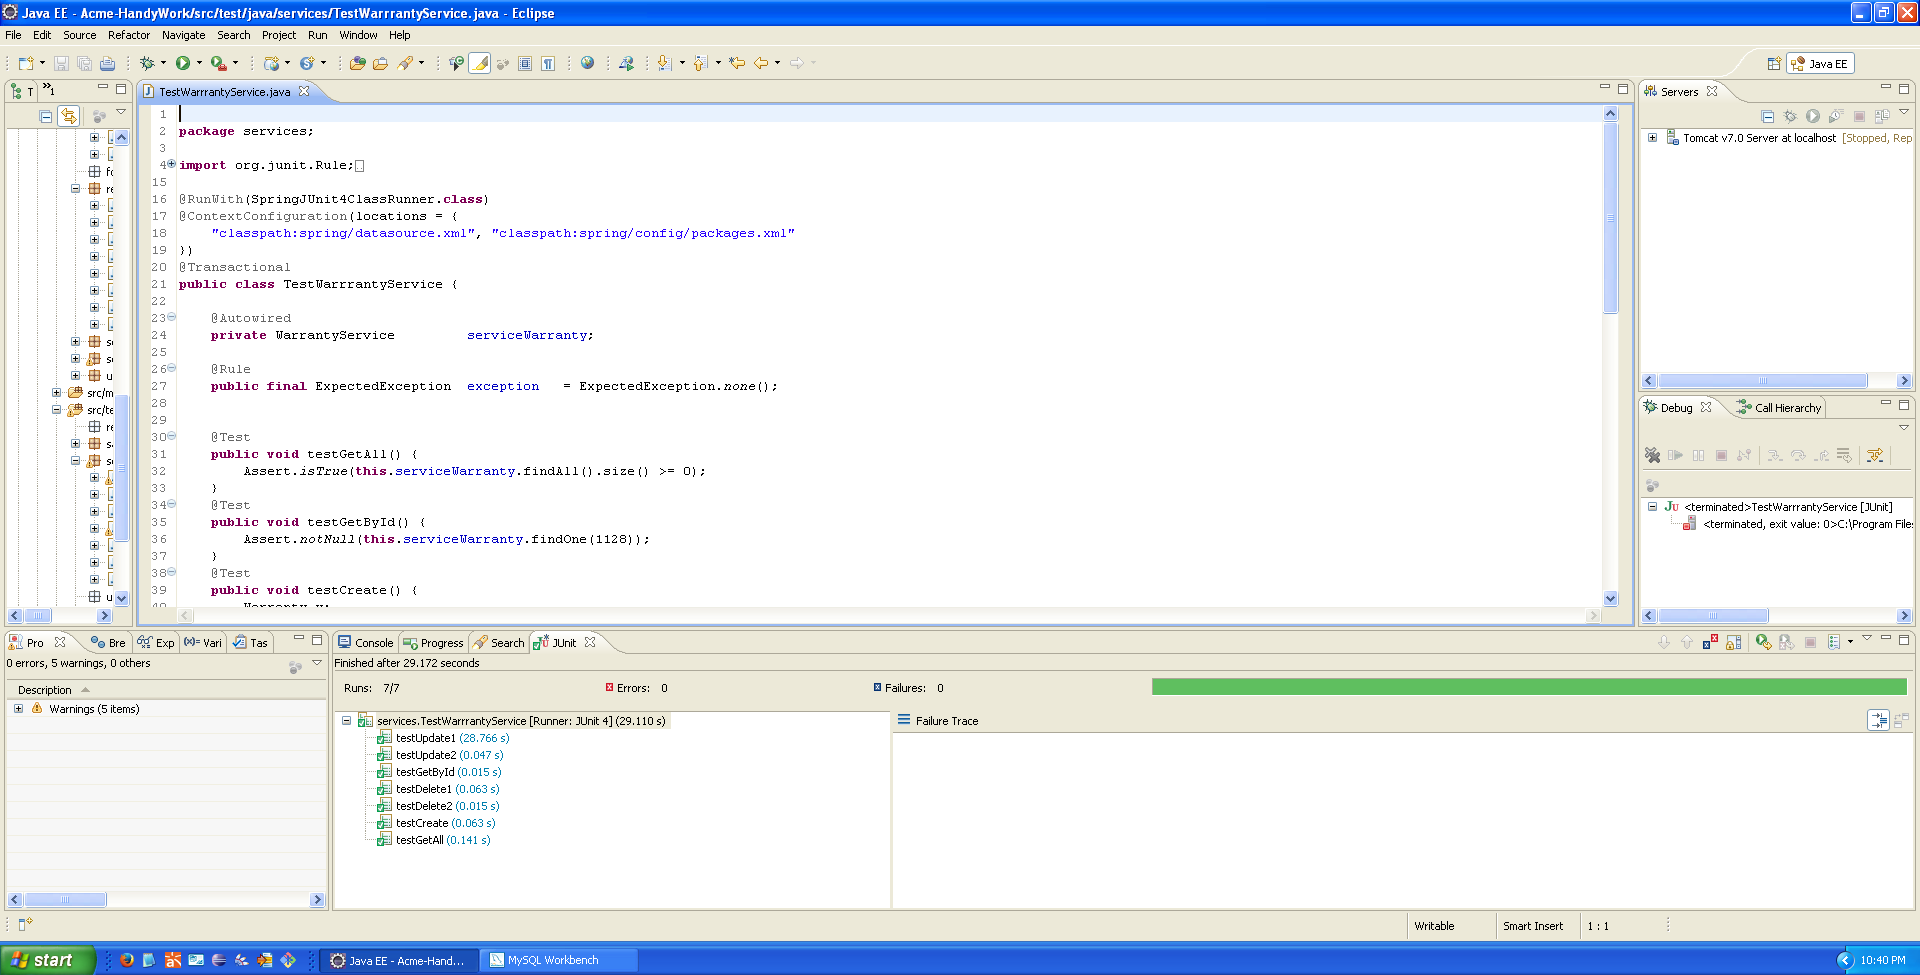 Java EE - Acme-HandyWork/src/test/java/services/TestWarrrantyService.java - Eclipse
File Edit Source Refactor Navigate Search Project Run Window Help
Java EE
T
»1
TestWarrrantyService.java
Servers
1
2 package services;
3
4 import org.junit.Rule;
15
16 @RunWith(SpringJUnit4ClassRunner.class)
17 @ContextConfiguration(locations = {
18 "classpath:spring/datasource.xml", "classpath:spring/config/packages.xml"
19 })
20 @Transactional
21 public class TestWarrrantyService {
22
23 @Autowired
24 private WarrantyService serviceWarranty;
25
26 @Rule
27 public final ExpectedException exception = ExpectedException.none();
28
29
30 @Test
31 public void testGetAll() {
32 Assert.isTrue(this.serviceWarranty.findAll().size() >= 0);
33 }
34 @Test
35 public void testGetById() {
36 Assert.notNull(this.serviceWarranty.findOne(1128));
37 }
38 @Test
39 public void testCreate() {
src/m
src/te
Tomcat v7.0 Server at localhost [Stopped, Rep
Debug
Call Hierarchy
<terminated>TestWarrrantyService [JUnit]
<terminated, exit value: 0>C:\Program Files
Pro
Bre
Exp
Vari
Tas
0 errors, 5 warnings, 0 others
Description
Warnings (5 items)
Console
Progress
Search
JUnit
Finished after 29.172 seconds
Runs: 7/7
Errors: 0
Failures: 0
services.TestWarrrantyService [Runner: JUnit 4] (29.110 s)
testUpdate1 (28.766 s)
testUpdate2 (0.047 s)
testGetById (0.015 s)
testDelete1 (0.063 s)
testDelete2 (0.015 s)
testCreate (0.063 s)
testGetAll (0.141 s)
Failure Trace
Writable
Smart Insert
1 : 1
start
Java EE - Acme-Hand...
MySQL Workbench
10:40 PM